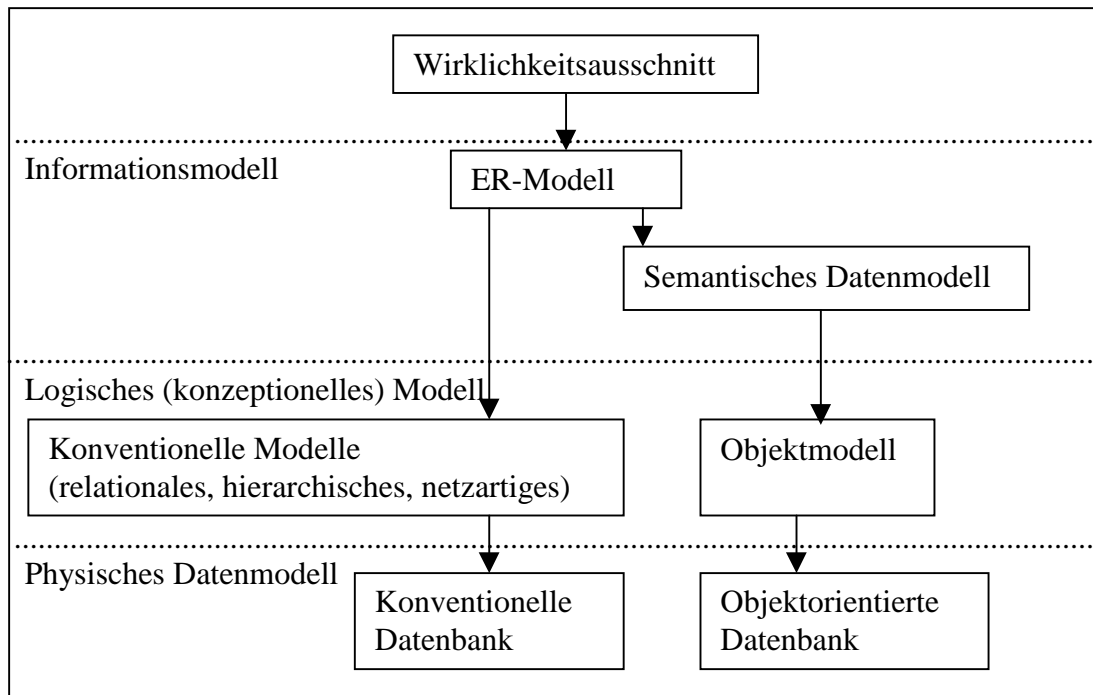 Wirklichkeitsausschnitt
Informationsmodell
ER-Modell
Semantisches Datenmodell
Logisches (konzeptionelles) Modell
Konventionelle Modelle
(relationales, hierarchisches, netzartiges)
Objektmodell
Physisches Datenmodell
Konventionelle
Datenbank
Objektorientierte
Datenbank